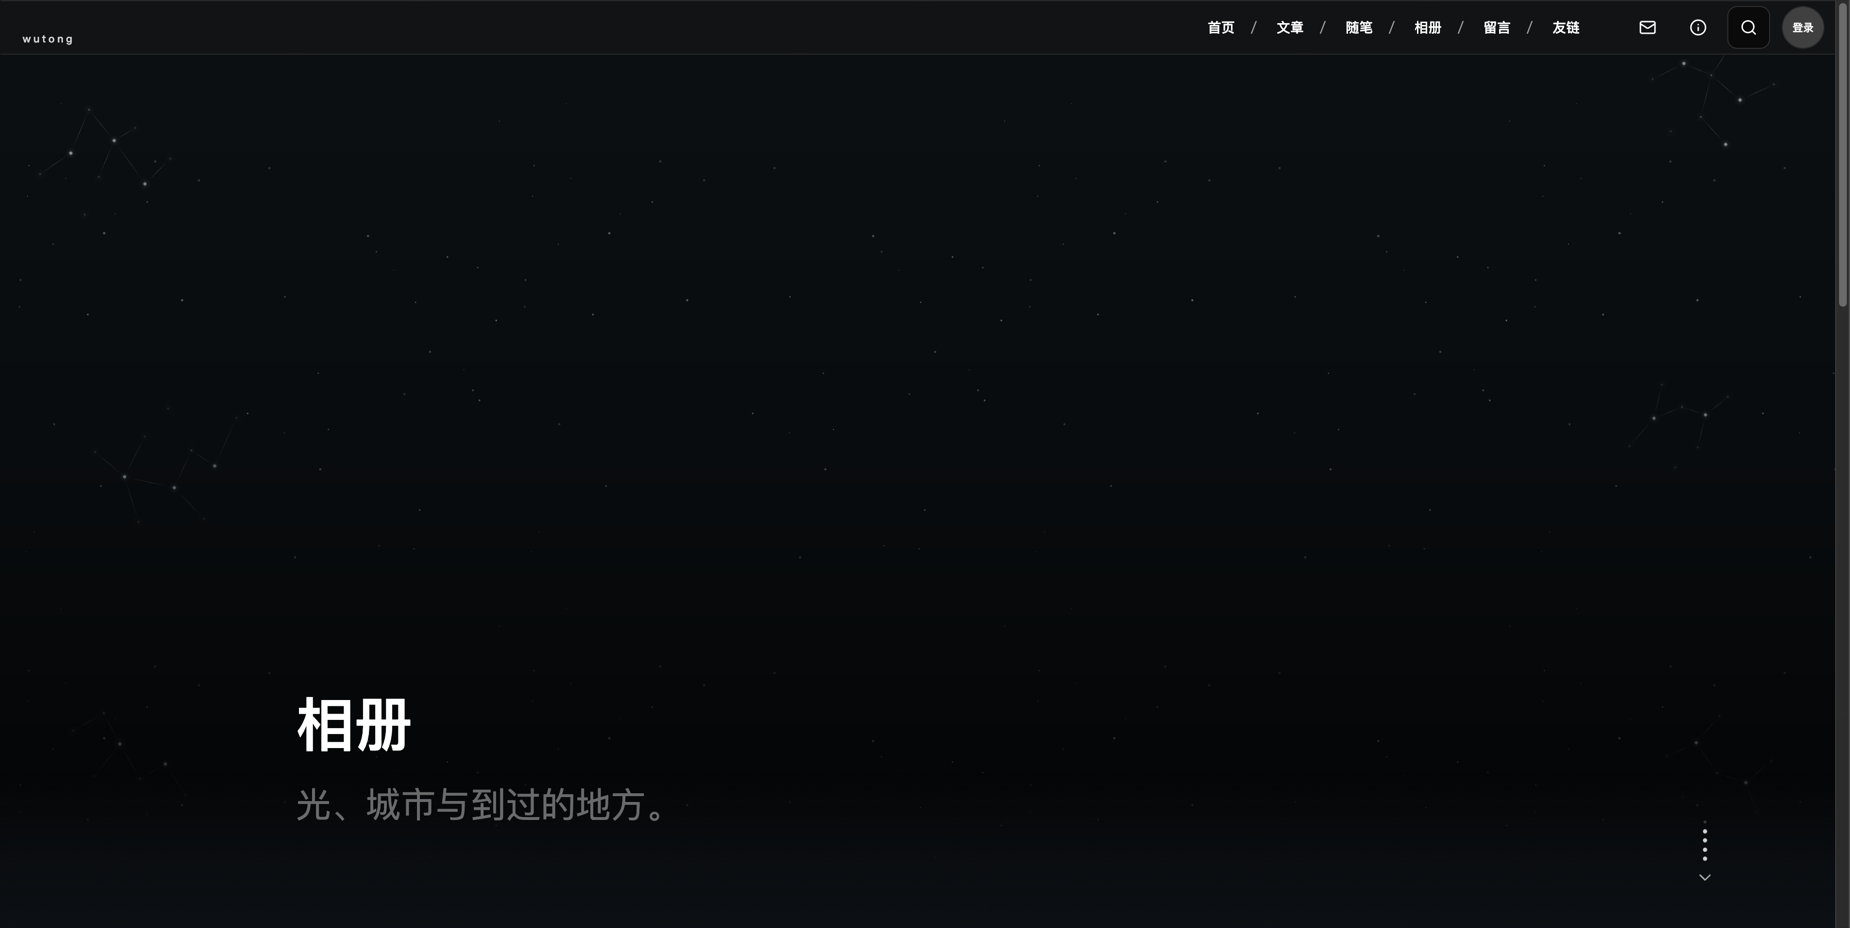 wutong
首页 / 文章 / 随笔 / 相册 / 留言 / 友链
登录
相册
光、城市与到过的地方。